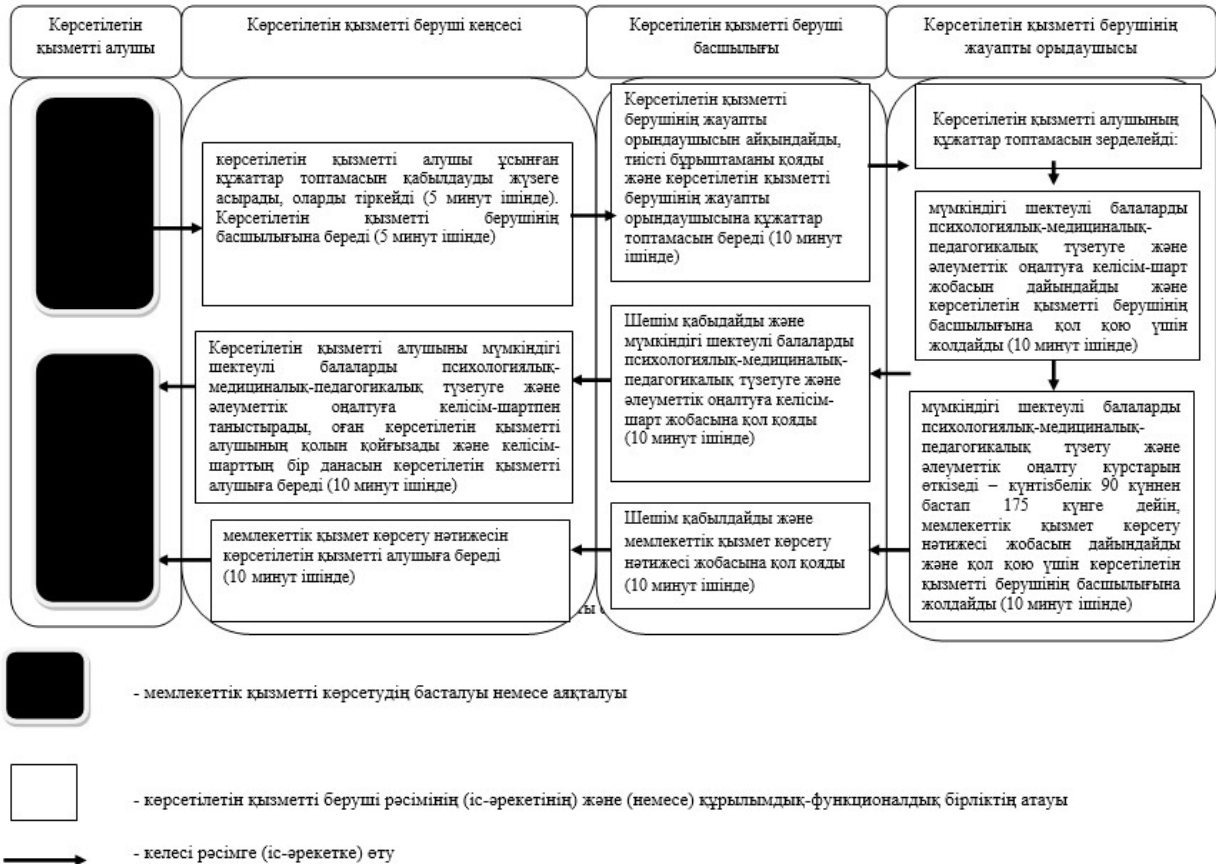 Көрсетілетін
қызметті алушы
Көрсетілетін қызметті беруші кеңсесі
Көрсетілетін қызметті беруші
басшылығы
Көрсетілетін қызметті берушінің
жауапты орыдаушысы
көрсетілетін қызметті алушы ұсынған
құжаттар топтамасын қабылдауды жүзеге
асырады, оларды тіркейді (5 минут ішінде).
Көрсетілетін қызметті берушінің
басшылығына береді (5 минут ішінде)
Көрсетілетін қызметті
берушінің жауапты
орындаушысын айқындайды,
тиісті бұрыштаманы қояды
және көрсетілетін қызметті
берушінің жауапты
орындаушысына құжаттар
топтамасын береді (10 минут
ішінде)
Көрсетілетін қызметті алушының
құжаттар топтамасын зерделейді:
мүмкіндігі шектеулі балаларды
психологиялық-медициналық-
педагогикалық түзетуге және
әлеуметтік оңалтуға келісім-шарт
жобасын дайындайды және
көрсетілетін қызметті берушінің
басшылығына қол қою үшін
жолдайды (10 минут ішінде)
Көрсетілетін қызметті алушыны мүмкіндігі
шектеулі балаларды психологиялық-
медициналық-педагогикалық түзетуге және
әлеуметтік оңалтуға келісім-шартпен
таныстырады, оған көрсетілетін қызметті
алушының қолын қойғызады және келісім-
шарттың бір данасын көрсетілетін қызметті
алушыға береді (10 минут ішінде)
Шешім қабыдайды және
мүмкіндігі шектеулі балаларды
психологиялық-медициналық-
педагогикалық түзетуге және
әлеуметтік оңалтуға келісім-
шарт жобасына қол қояды
(10 минут ішінде)
мүмкіндігі шектеулі балаларды
психологиялық-медициналық-
педагогикалық түзету және
әлеуметтік оңалту курстарын
өткізеді – күнтізбелік 90 күннен
бастап 175 күнге дейін,
мемлекеттік қызмет көрсету
нәтижесі жобасын дайындайды
және қол қою үшін көрсетілетін
қызметті берушінің басшылығына
жолдайды (10 минут ішінде)
мемлекеттік қызмет көрсету нәтижесін
көрсетілетін қызметті алушыға береді
(10 минут ішінде)
Шешім қабылдайды және
мемлекеттік қызмет көрсету
нәтижесі жобасына қол қояды
(10 минут ішінде)
- мемлекеттік қызметті көрсетудің басталуы немесе аяқталуы
- көрсетілетін қызметті беруші рәсімінің (іс-әрекетінің) және (немесе) құрылымдық-функционалдық бірліктің атауы
- келесі рәсімге (іс-әрекетке) өту